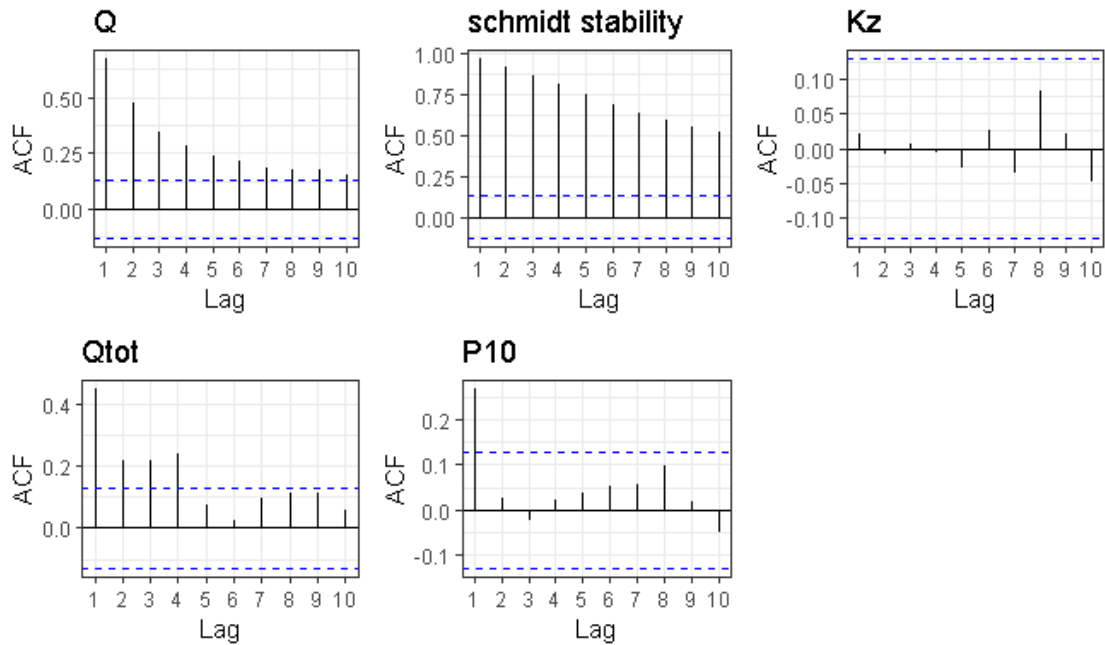 Q
0.50
0.25
0.00
ACF
1 2 3 4 5 6 7 8 9 10
Lag
schmidt stability
1.00
0.75
0.50
0.25
0.00
ACF
1 2 3 4 5 6 7 8 9 10
Lag
Kz
0.10
0.05
0.00
-0.05
-0.10
ACF
1 2 3 4 5 6 7 8 9 10
Lag
Qtot
0.4
0.2
0.0
ACF
1 2 3 4 5 6 7 8 9 10
Lag
P10
0.2
0.1
0.0
-0.1
ACF
1 2 3 4 5 6 7 8 9 10
Lag